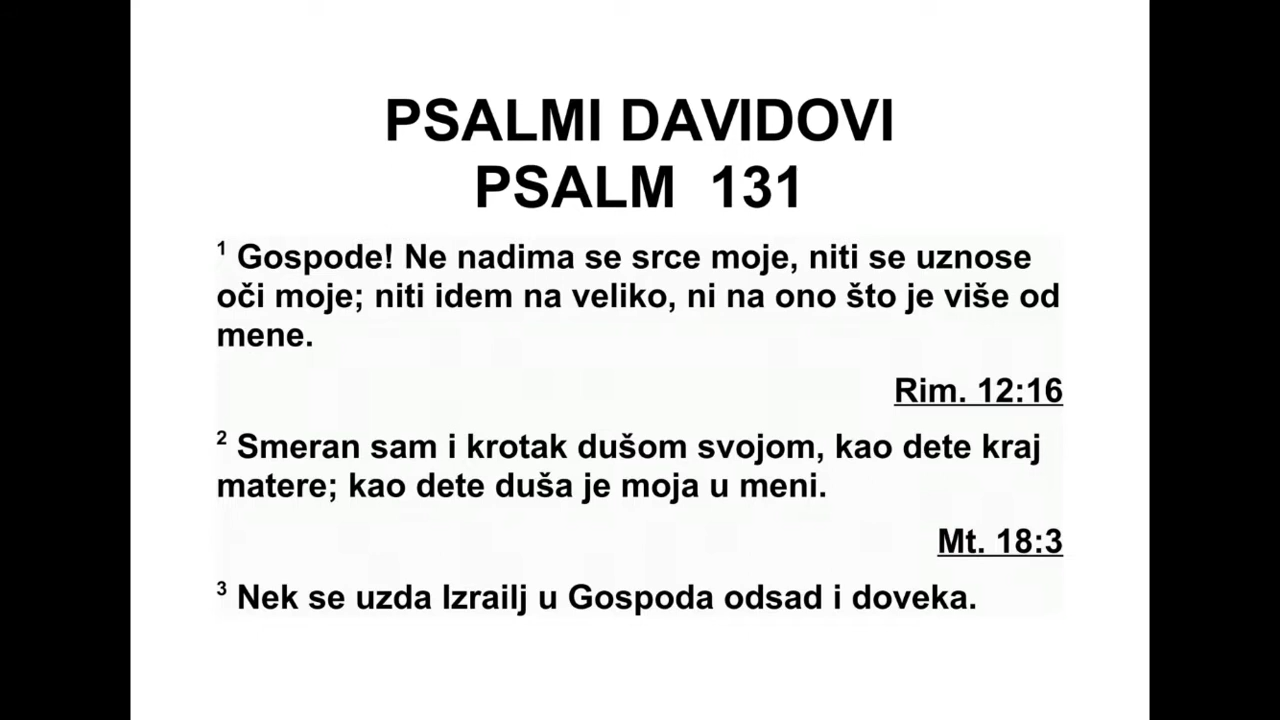 PSALMI DAVIDOVI
PSALM 131
1 Gospode! Ne nadima se srce moje, niti se uznose
oči moje; niti idem na veliko, ni na ono što je više od
mene.
Rim. 12:16
2 Smeran sam i krotak dušom svojom, kao dete kraj
matere; kao dete duša je moja u meni.
Mt. 18:3
3 Nek se uzda Izrailj u Gospoda odsad i doveka.